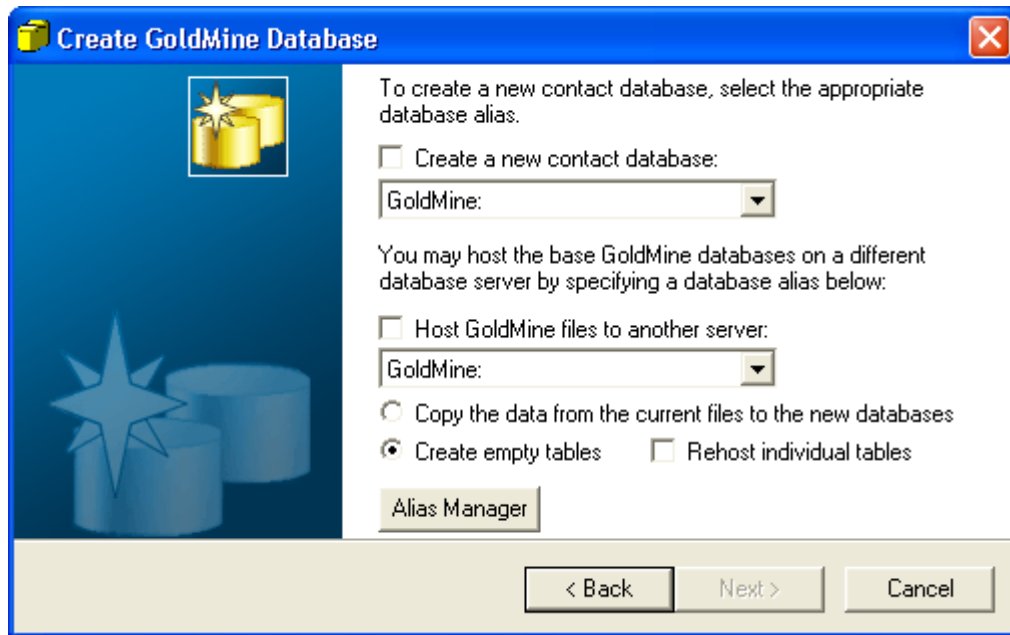 Create GoldMine Database
To create a new contact database, select the appropriate
database alias.
Create a new contact database:
GoldMine:
You may host the base GoldMine databases on a different
database server by specifying a database alias below:
Host GoldMine files to another server:
GoldMine:
Copy the data from the current files to the new databases
Create empty tables Rehost individual tables
Alias Manager
< Back Next > Cancel